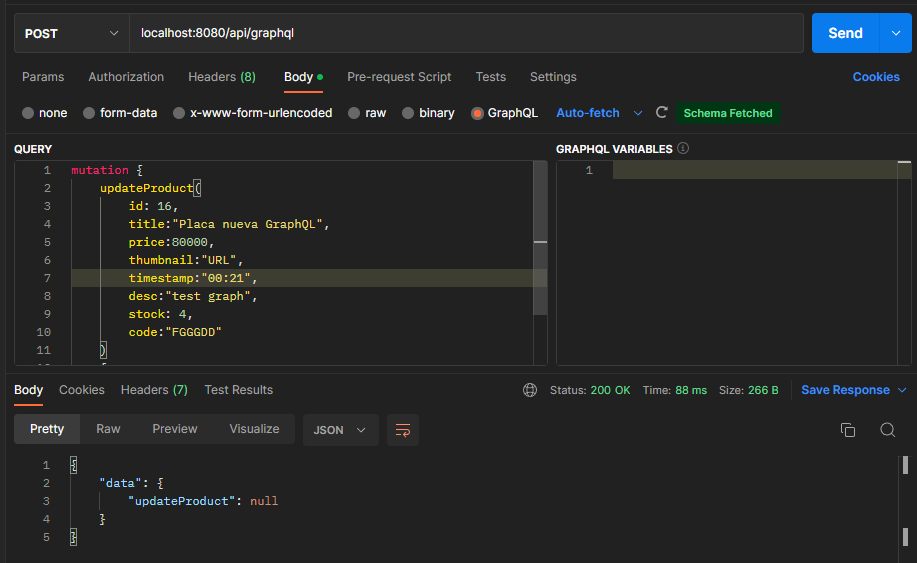 POST localhost:8080/api/graphql Send
Params Authorization Headers (8) Body Pre-request Script Tests Settings Cookies
none form-data x-www-form-urlencoded raw binary GraphQL Auto-fetch Schema Fetched
QUERY GRAPHQL VARIABLES
1 mutation { 1
2 updateProduct(
3 id: 16,
4 title:"Placa nueva GraphQL",
5 price:80000,
6 thumbnail:"URL",
7 timestamp:"00:21",
8 desc:"test graph",
9 stock: 4,
10 code:"FGGGDD"
11 )
Body Cookies Headers (7) Test Results Status: 200 OK Time: 88 ms Size: 266 B Save Response
Pretty Raw Preview Visualize JSON
1 {
2 "data": {
3 "updateProduct": null
4 }
5 }